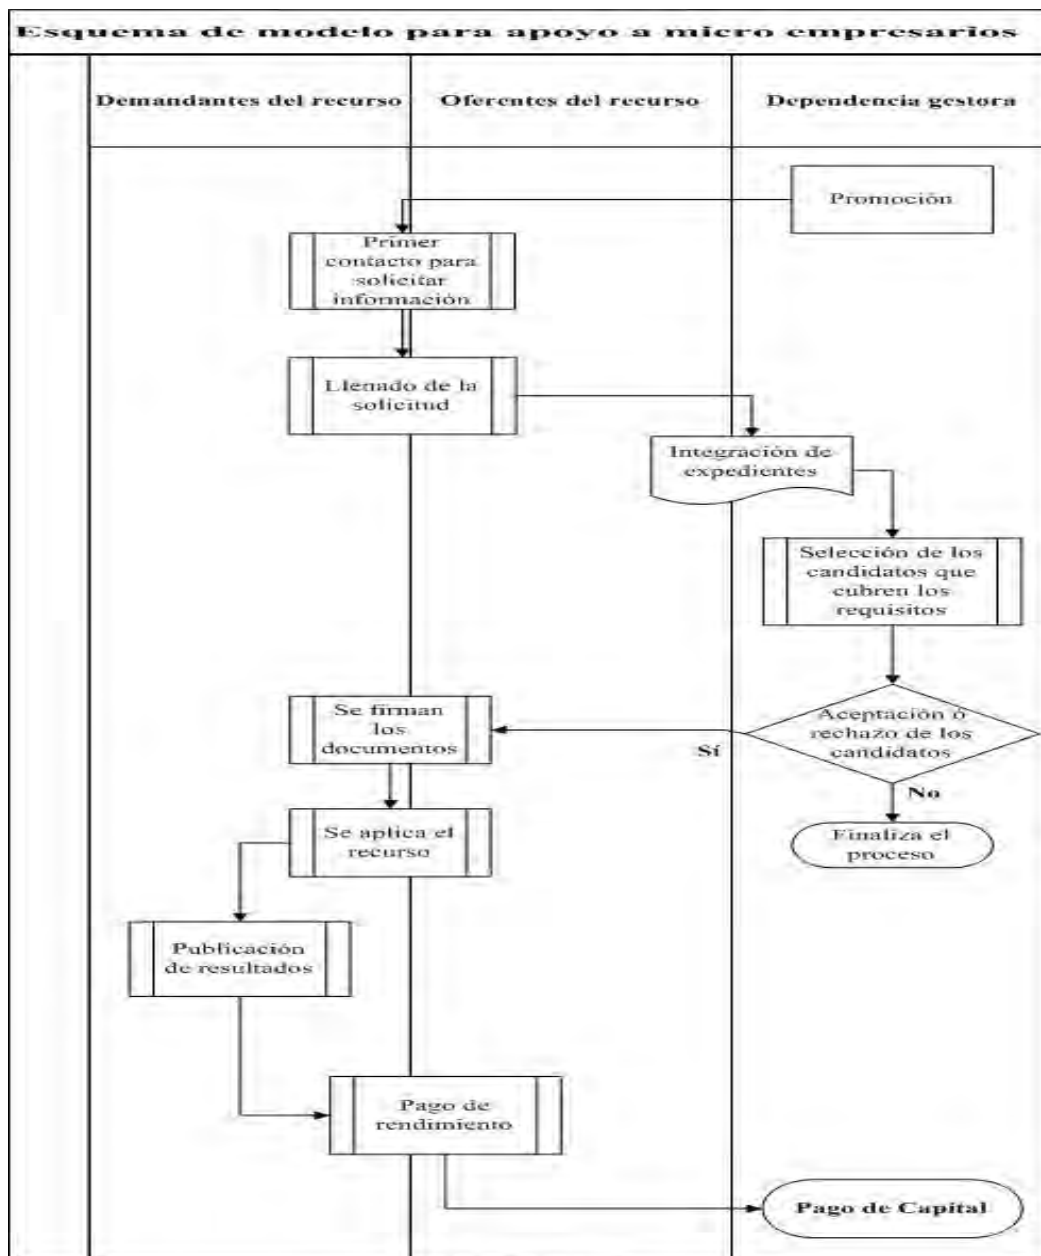 Esquema de modelo para apoyo a micro empresarios
Demandantes del recurso
Oferentes del recurso
Dependencia gestora
Promoción
Primer
contacto para
solicitar
información
Llenado de la
solicitud
Integración de
expedientes
Selección de los
candidatos que
cubren los
requisitos
Aceptación ó
rechazo de los
candidatos
Sí
No
Se firman
los
documentos
Finaliza el
proceso
Se aplica el
recurso
Publicación
de resultados
Pago de
rendimiento
Pago de Capital